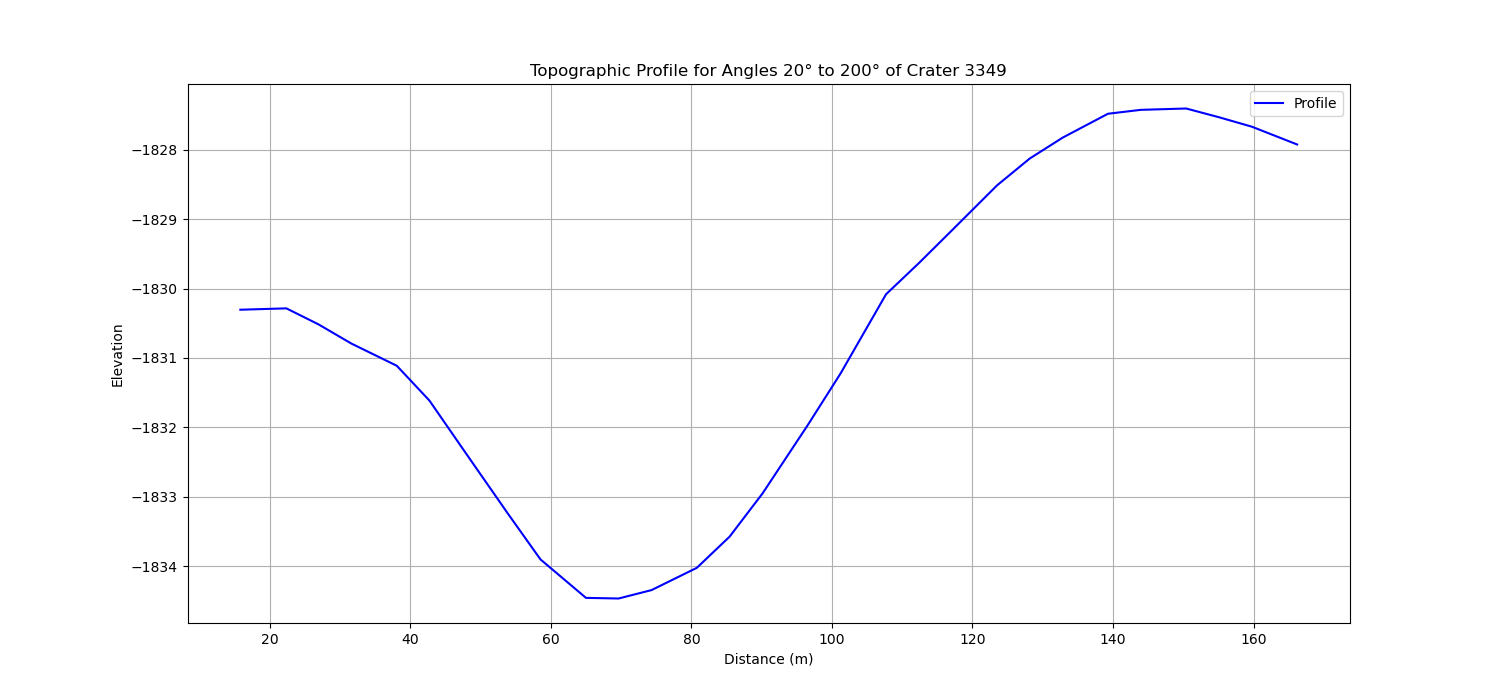 Topographic Profile for Angles 20° to 200° of Crater 3349
Profile
−1828
−1829
−1830
−1831
−1832
−1833
−1834
Elevation
20 40 60 80 100 120 140 160
Distance (m)